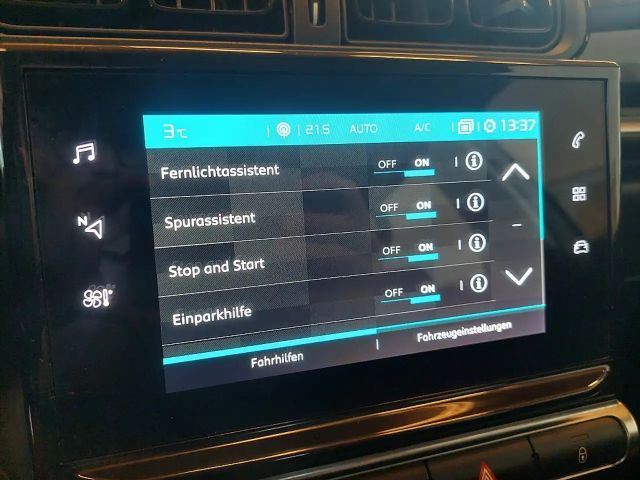 3°C 21.5 AUTO A/C 13:37
Fernlichtassistent OFF ON
Spurassistent OFF ON
Stop and Start OFF ON
Einparkhilfe OFF ON
Fahrhilfen Fahrzeugeinstellungen
N